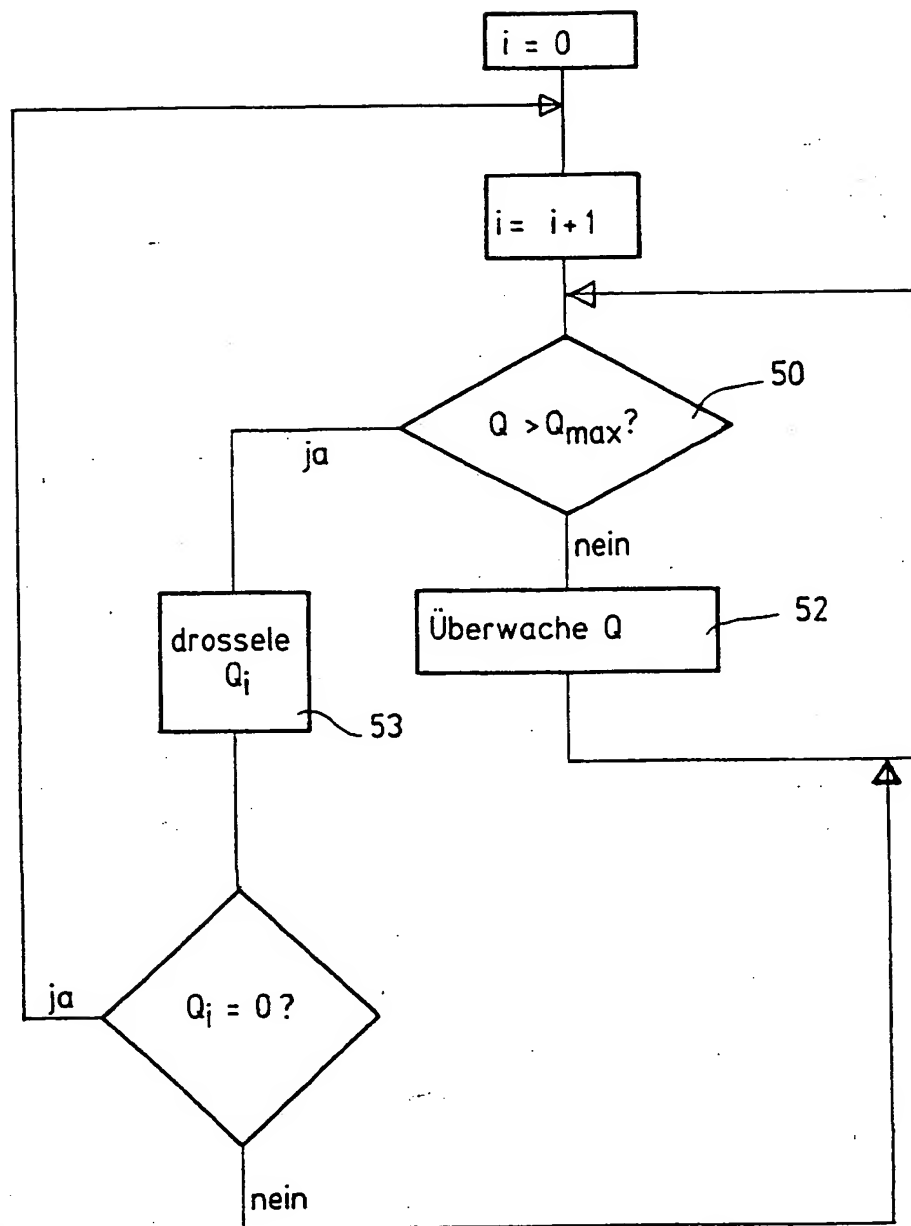 i = 0
i = i+1
50
Q > Qmax?
ja
nein
Überwache Q
52
drossele
Qi
53
Qi = 0 ?
ja
nein